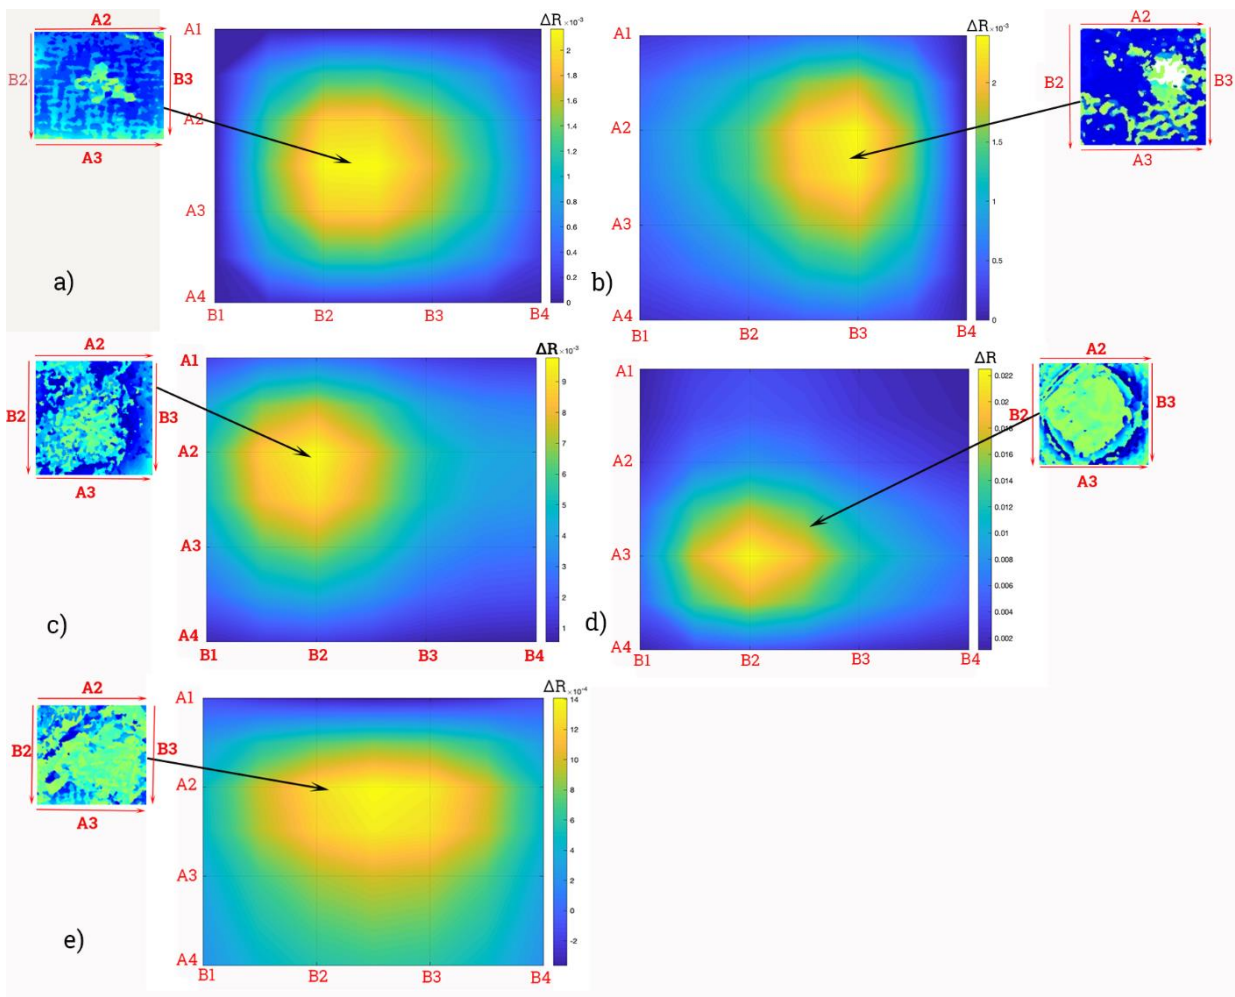 A2
B2
B3
A3
a)
ΔR ×10⁻³
A1
A2
A3
A4
B1
B2
B3
B4
2
1.8
1.6
1.4
1.2
1
0.8
0.6
0.4
0.2
0
ΔR ×10⁻³
A1
A2
A3
A4
B1
B2
B3
B4
2
1.5
1
0.5
0
b)
A2
B2
B3
A3
A2
B2
B3
A3
c)
ΔR ×10⁻³
A1
A2
A3
A4
B1
B2
B3
B4
9
8
7
6
5
4
3
2
1
ΔR
A1
A2
A3
A4
B1
B2
B3
B4
0.022
0.02
0.018
0.016
0.014
0.012
0.01
0.008
0.006
0.004
0.002
d)
A2
B2
B3
A3
A2
B2
B3
A3
e)
ΔR ×10⁻⁴
A1
A2
A3
A4
B1
B2
B3
B4
14
12
10
8
6
4
2
0
-2